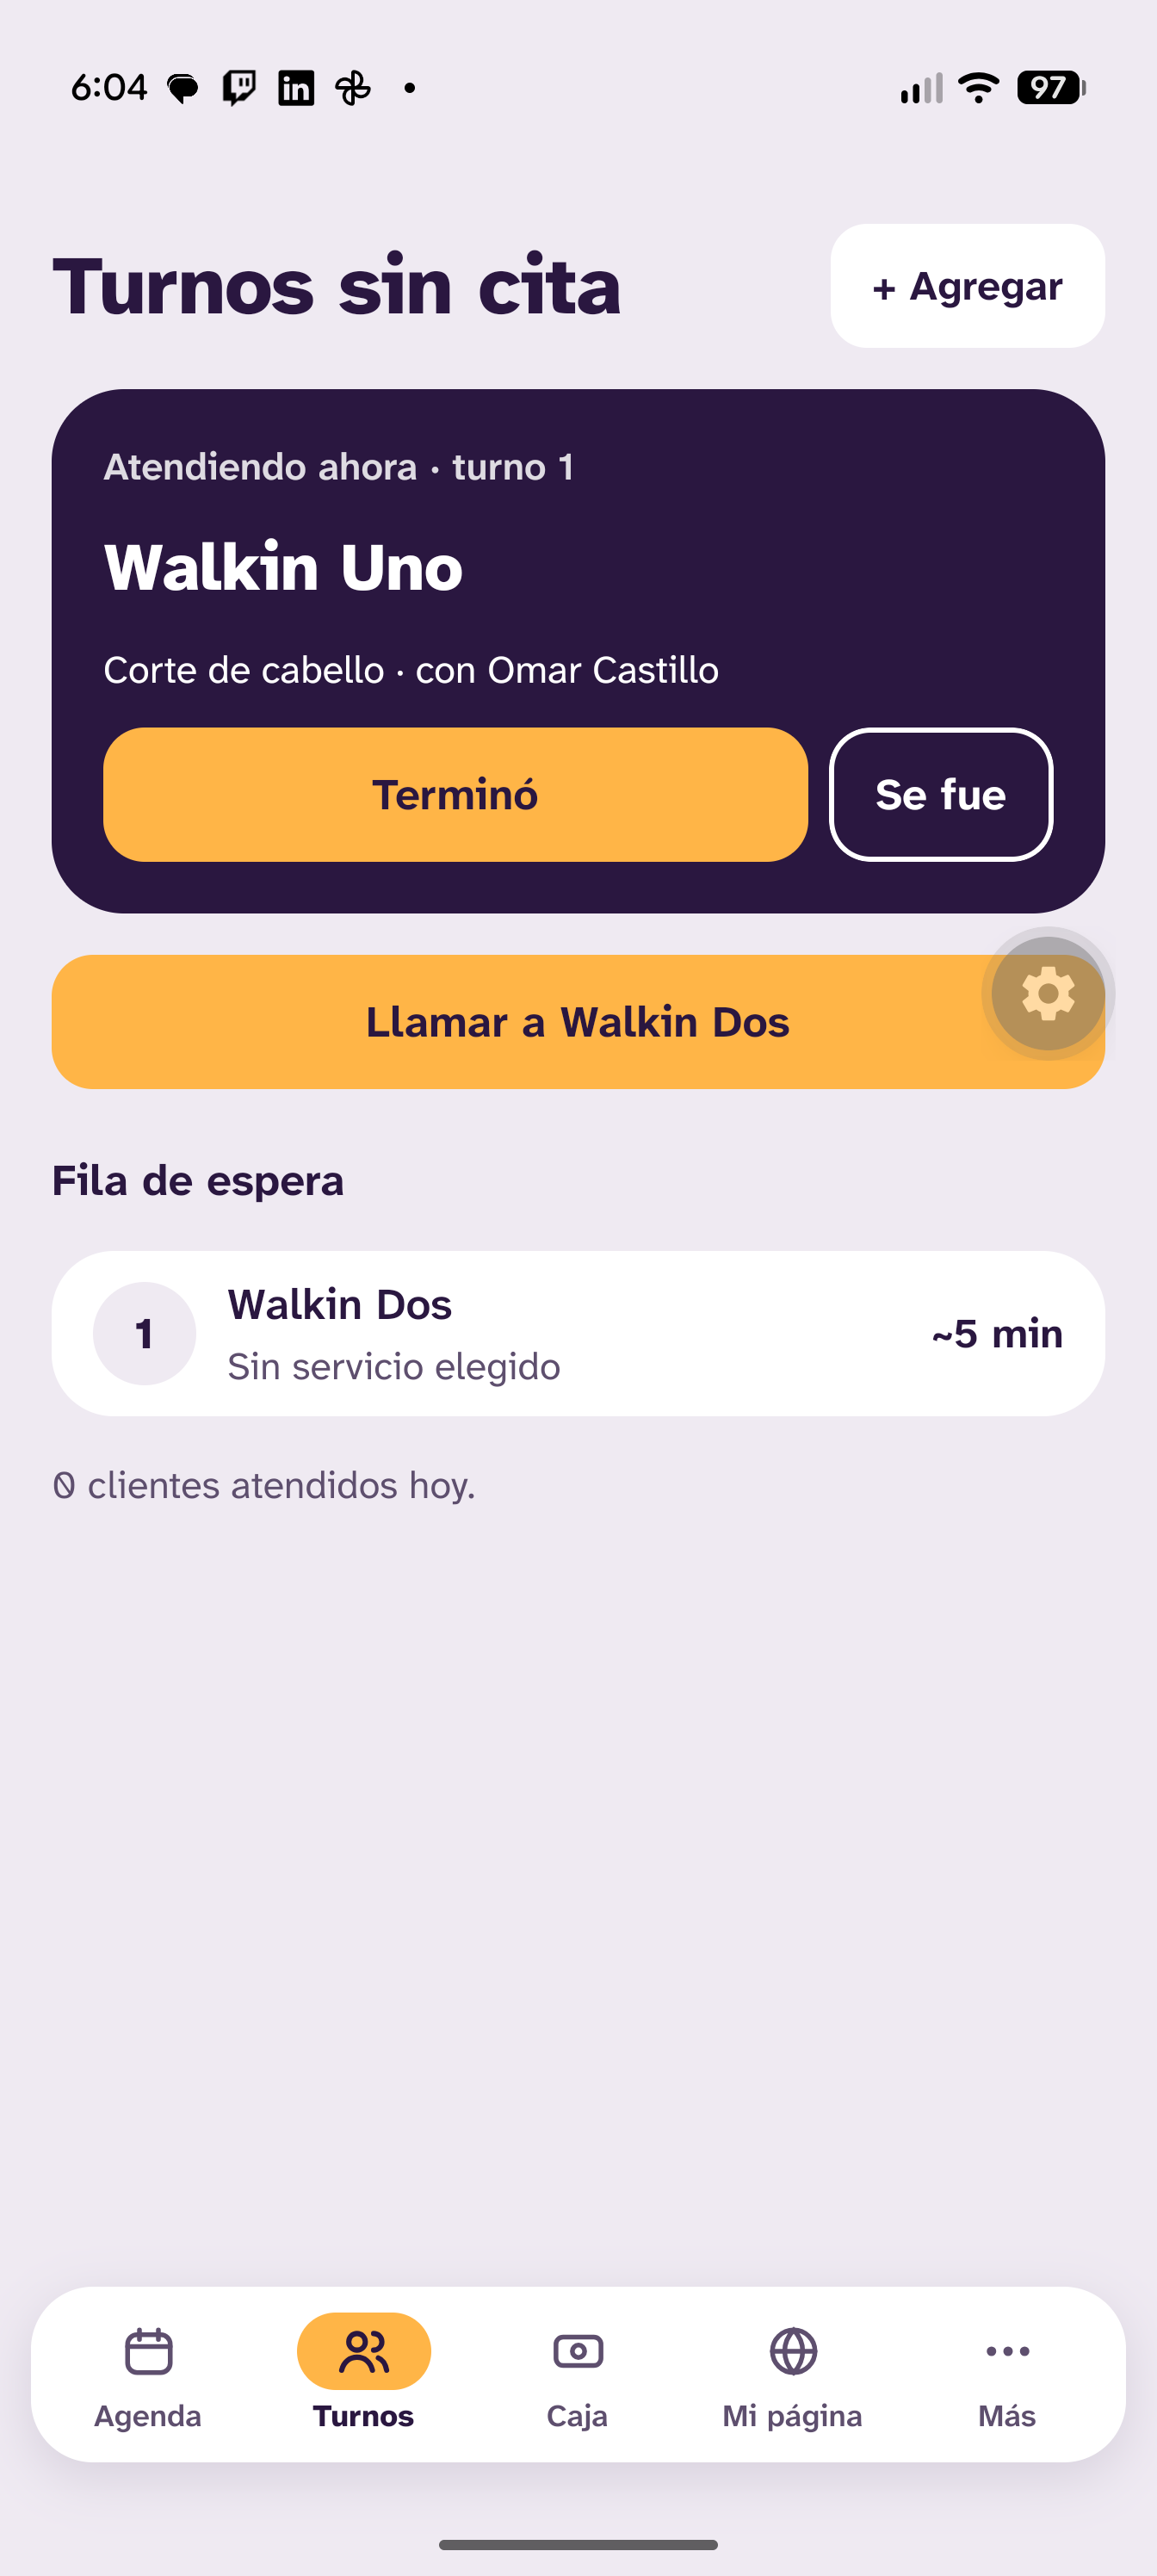 6:04
97
Turnos sin cita
+ Agregar
Atendiendo ahora · turno 1
Walkin Uno
Corte de cabello · con Omar Castillo
Terminó
Se fue
Llamar a Walkin Dos
Fila de espera
1
Walkin Dos
Sin servicio elegido
~5 min
0 clientes atendidos hoy.
Agenda
Turnos
Caja
Mi página
Más